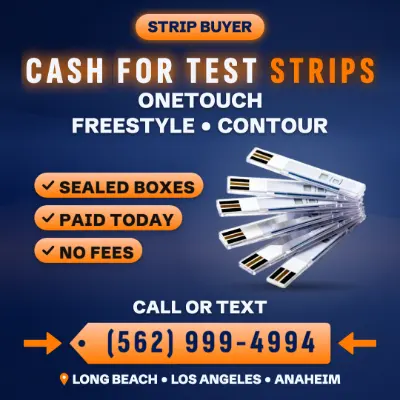 STRIP BUYER
CASH FOR TEST STRIPS
ONETOUCH
FREESTYLE • CONTOUR
SEALED BOXES
PAID TODAY
NO FEES
CALL OR TEXT
(562) 999-4994
LONG BEACH • LOS ANGELES • ANAHEIM